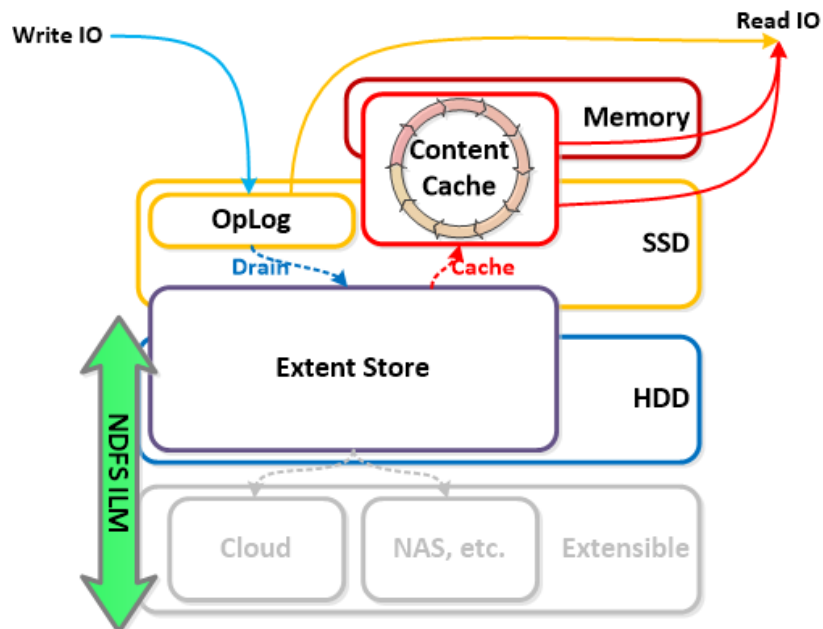 Write IO
Read IO
Memory
Content
Cache
OpLog
SSD
Drain
Cache
Extent Store
HDD
NDFS ILM
Cloud
NAS, etc.
Extensible